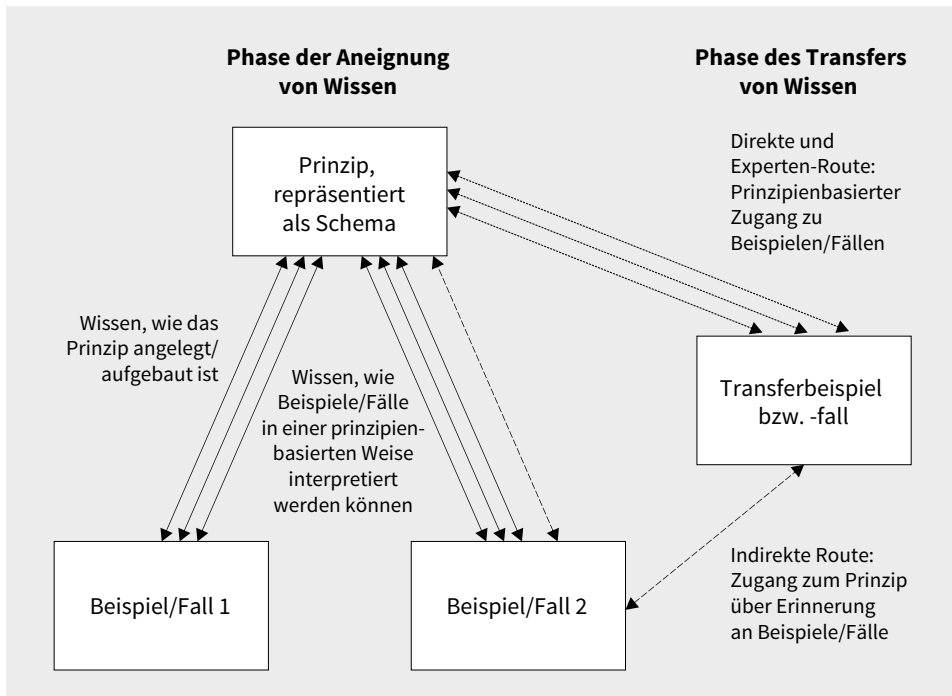 Phase der Aneignung
von Wissen
Phase des Transfers
von Wissen
Prinzip,
repräsentiert
als Schema
Direkte und
Experten-Route:
Prinzipienbasierter
Zugang zu
Beispielen/Fällen
Wissen, wie das
Prinzip angelegt/
aufgebaut ist
Wissen, wie
Beispiele/Fälle
in einer prinzipien-
basierten Weise
interpretiert
werden können
Transferbeispiel
bzw. -fall
Beispiel/Fall 1
Beispiel/Fall 2
Indirekte Route:
Zugang zum Prinzip
über Erinnerung
an Beispiele/Fälle